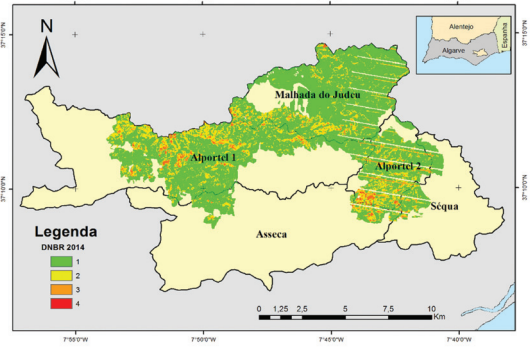 7°55'0"W
7°50'0"W
7°45'0"W
7°40'0"W
37°15'0"N
37°15'0"N
37°10'0"N
37°10'0"N
N
Alentejo
Algarve
Espanha
Malhada do Judeu
Alportel 1
Alportel 2
Séqua
Asseca
Legenda
DNBR 2014
1
2
3
4
0 1,25 2,5 5 7,5 10
Km